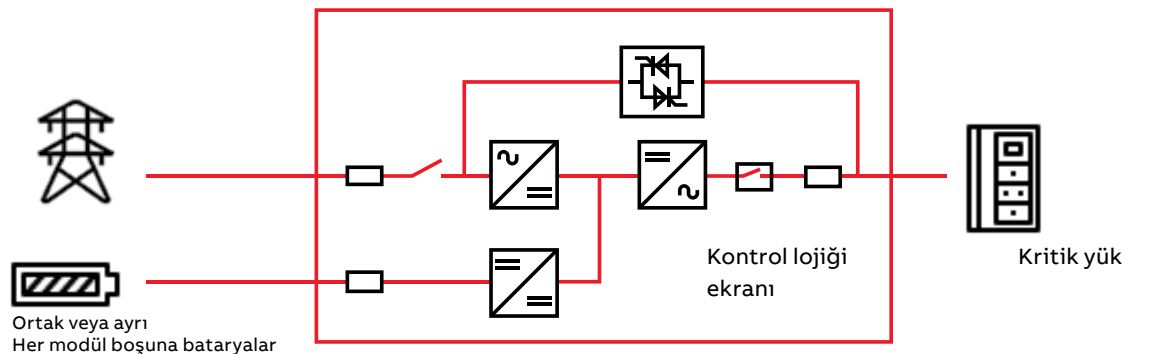 Kontrol lojiği
ekranı
Kritik yük
Ortak veya ayrı
Her modül boşuna bataryalar